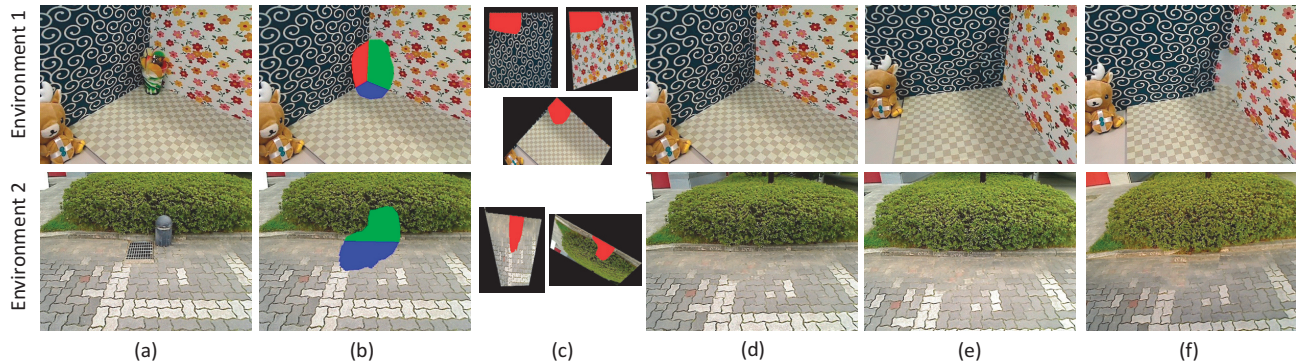 Environment 1
Environment 2
(a)
(b)
(c)
(d)
(e)
(f)